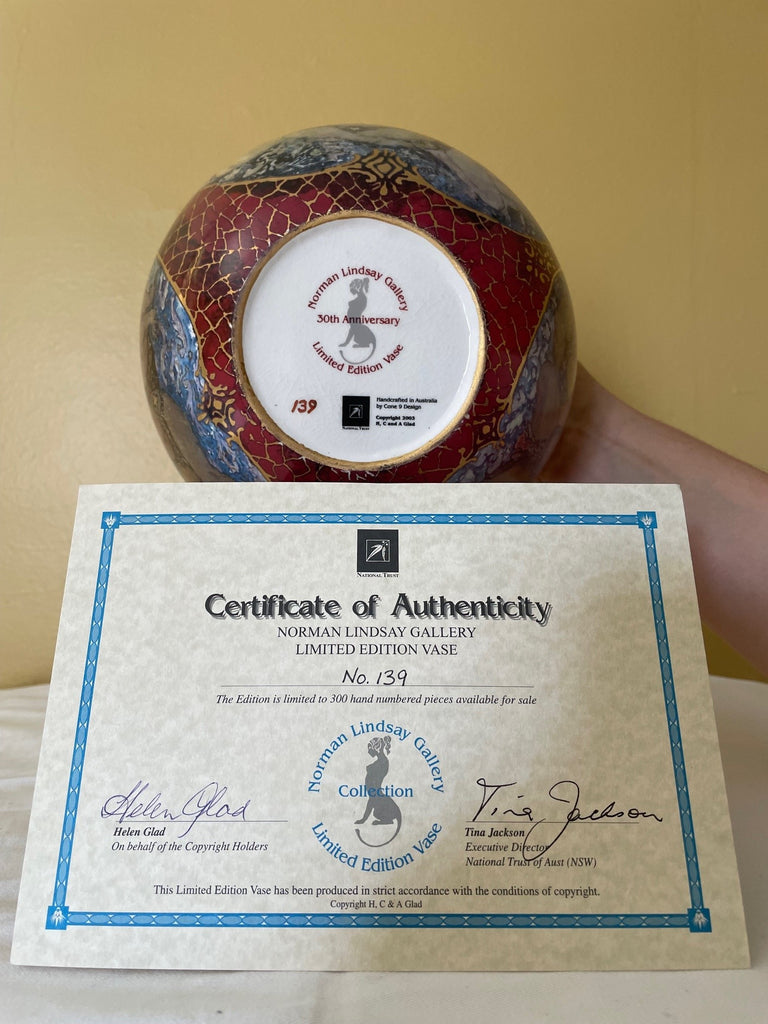 Norman Lindsay Gallery
30th Anniversary
Limited Edition Vase
139
NATIONAL TRUST
Handcrafted in Australia
by Cone 9 Design
Copyright 2003
H, C and A Glad
NATIONAL TRUST
Certificate of Authenticity
NORMAN LINDSAY GALLERY
LIMITED EDITION VASE
No. 139
The Edition is limited to 300 hand numbered pieces available for sale
Norman Lindsay Gallery
Collection
Limited Edition Vase
Helen Glad
Helen Glad
On behalf of the Copyright Holders
Tina Jackson
Tina Jackson
Executive Director
National Trust of Aust (NSW)
This Limited Edition Vase has been produced in strict accordance with the conditions of copyright.
Copyright H, C & A Glad